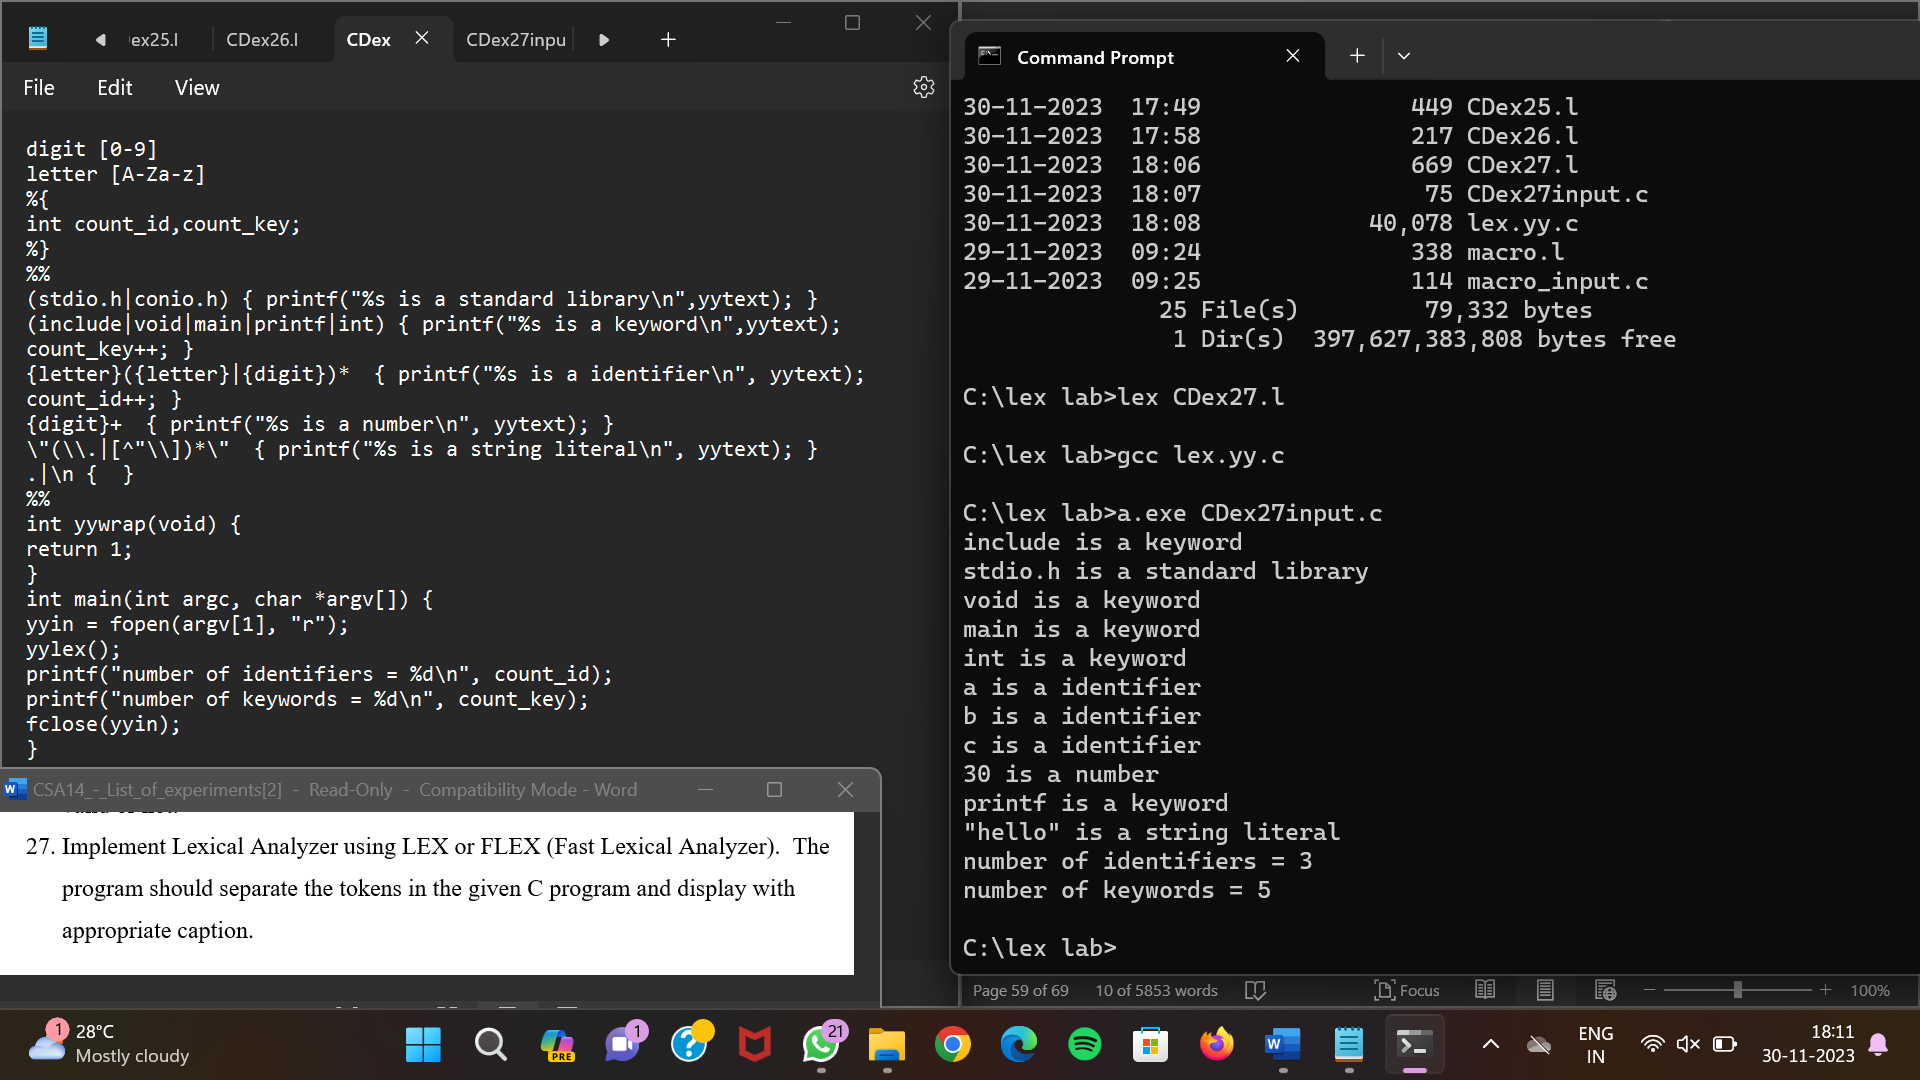 ex25.l
CDex26.l
CDex
CDex27inpu
File
Edit
View
digit [0-9]
letter [A-Za-z]
%{
int count_id,count_key;
%}
%%
(stdio.h|conio.h) { printf("%s is a standard library\n",yytext); }
(include|void|main|printf|int) { printf("%s is a keyword\n",yytext);
count_key++; }
{letter}({letter}|{digit})*  { printf("%s is a identifier\n", yytext);
count_id++; }
{digit}+  { printf("%s is a number\n", yytext); }
\"(\\.|[^"\\])*\"  { printf("%s is a string literal\n", yytext); }
.|\n {  }
%%
int yywrap(void) {
return 1;
}
int main(int argc, char *argv[]) {
yyin = fopen(argv[1], "r");
yylex();
printf("number of identifiers = %d\n", count_id);
printf("number of keywords = %d\n", count_key);
fclose(yyin);
}
CSA14_-_List_of_experiments[2]  -  Read-Only  -  Compatibility Mode - Word
27. Implement Lexical Analyzer using LEX or FLEX (Fast Lexical Analyzer).  The
program should separate the tokens in the given C program and display with
appropriate caption.
Command Prompt
30-11-2023  17:49               449 CDex25.l
30-11-2023  17:58               217 CDex26.l
30-11-2023  18:06               669 CDex27.l
30-11-2023  18:07                75 CDex27input.c
30-11-2023  18:08            40,078 lex.yy.c
29-11-2023  09:24               338 macro.l
29-11-2023  09:25               114 macro_input.c
25 File(s)         79,332 bytes
1 Dir(s)  397,627,383,808 bytes free
C:\lex lab>lex CDex27.l
C:\lex lab>gcc lex.yy.c
C:\lex lab>a.exe CDex27input.c
include is a keyword
stdio.h is a standard library
void is a keyword
main is a keyword
int is a keyword
a is a identifier
b is a identifier
c is a identifier
30 is a number
printf is a keyword
"hello" is a string literal
number of identifiers = 3
number of keywords = 5
C:\lex lab>
Page 59 of 69
10 of 5853 words
Focus
100%
1
28°C
Mostly cloudy
PRE
1
21
ENG
IN
18:11
30-11-2023